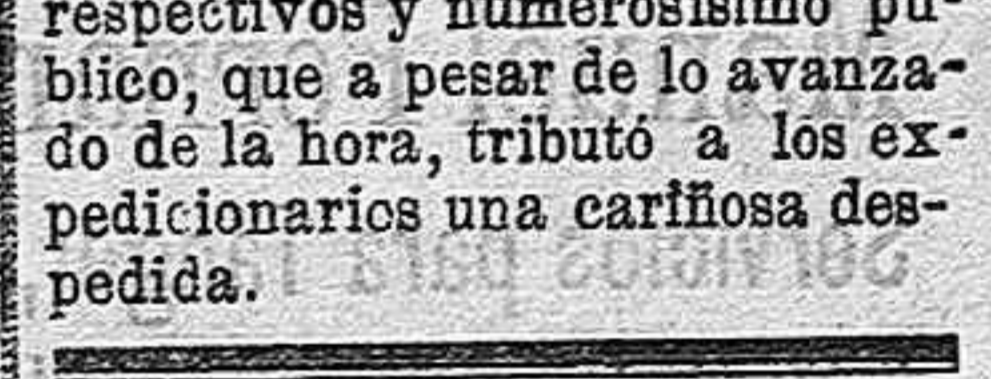 respectivos y numerosísimo pú-
blico, que a pesar de lo avanza-
do de la hora, tributó a los ex-
pedicionarios una cariñosa des-
pedida.